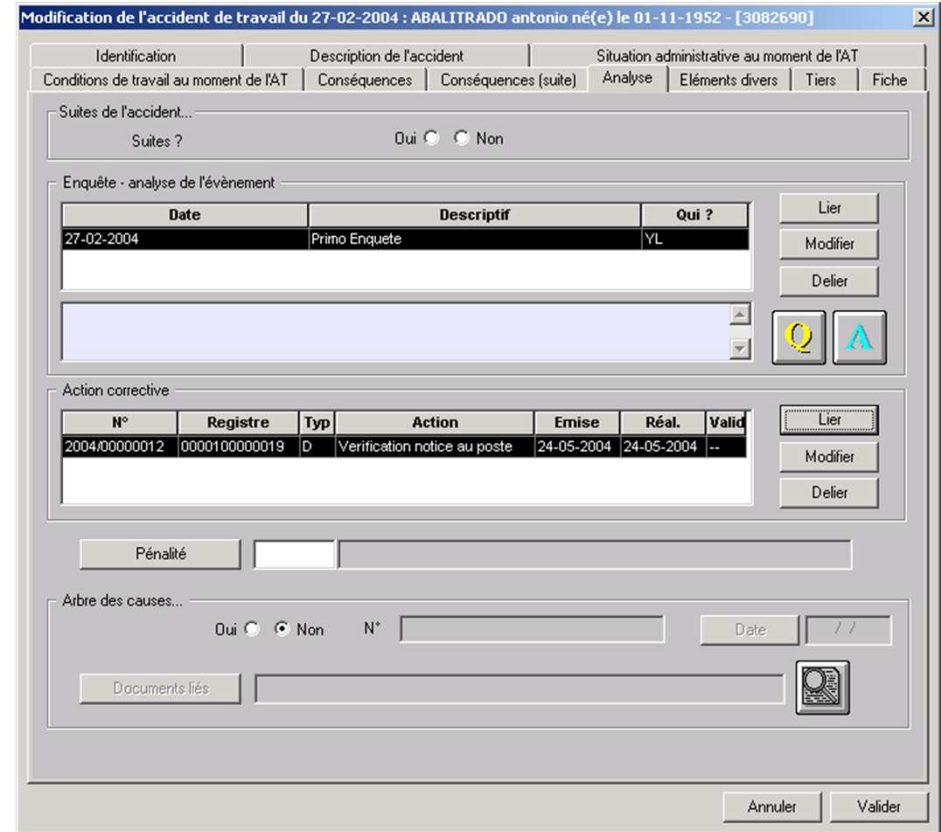 Modification de l'accident de travail du 27-02-2004 : ABALITRADO antonio né(e) le 01-11-1952 - [3082690]
Identification Description de l'accident Situation administrative au moment de l'AT
Conditions de travail au moment de l'AT Conséquences Conséquences (suite) Analyse Eléments divers Tiers Fiche
Suites de l'accident...
Suites ? Oui Non
Enquête - analyse de l'évènement
Date Descriptif Qui ? Lier
27-02-2004 Primo Enquete YL Modifier
Delier
Q A
Action corrective
N° Registre Typ Action Emise Réal. Valid Lier
2004/00000012 0000100000019 D Verification notice au poste 24-05-2004 24-05-2004 -- Modifier
Delier
Pénalité
Arbre des causes...
Oui Non N° Date / /
Documents liés
Annuler Valider